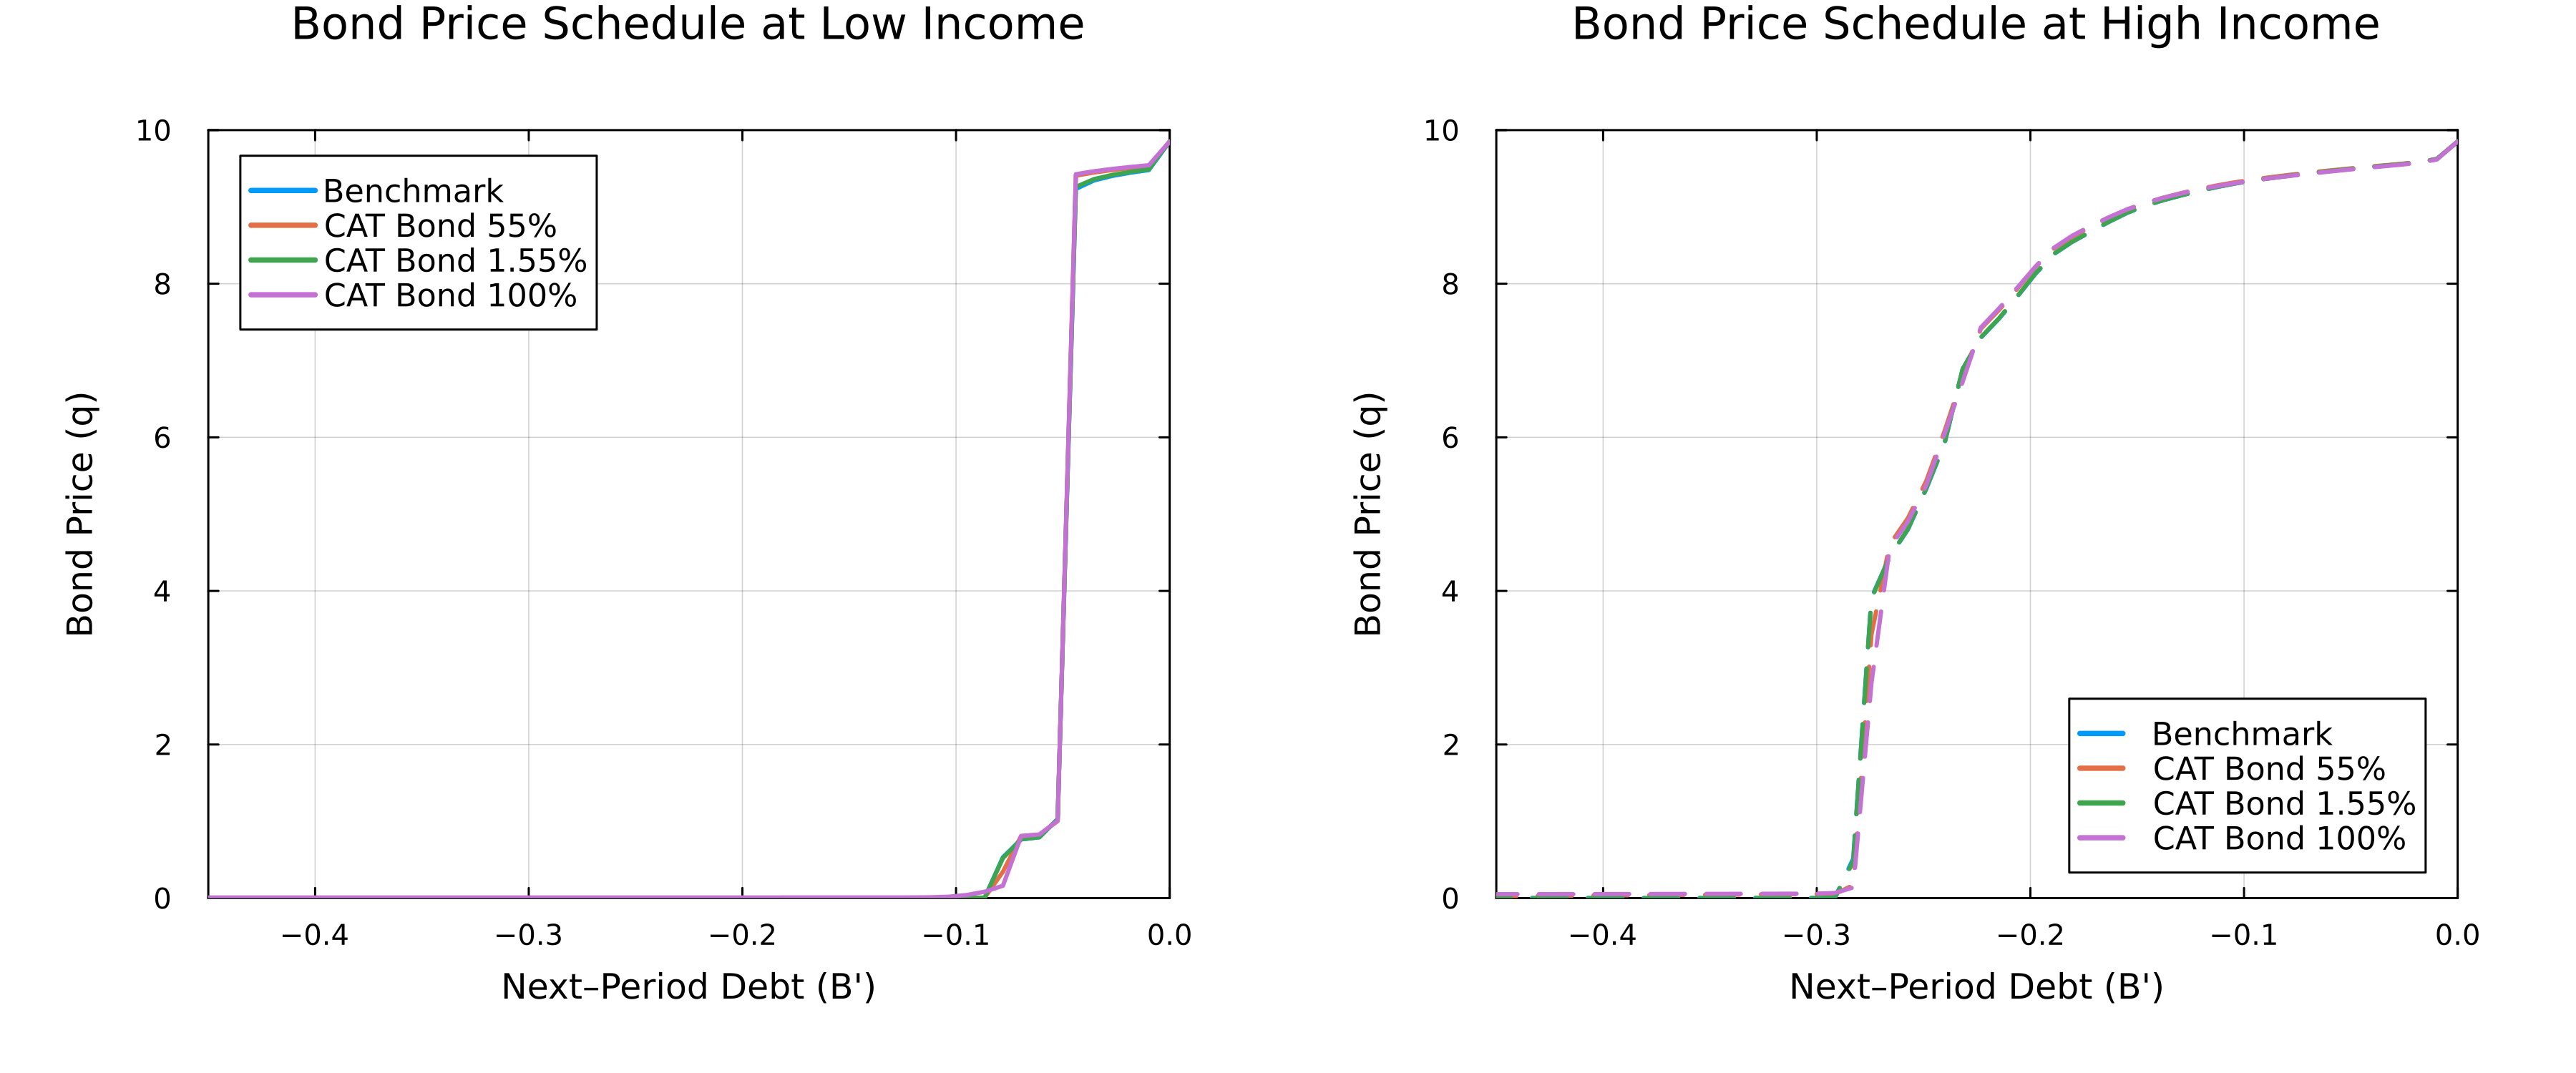 Bond Price Schedule at Low Income
10
8
6
4
2
0
Bond Price (q)
Benchmark
CAT Bond 55%
CAT Bond 1.55%
CAT Bond 100%
−0.4
−0.3
−0.2
−0.1
0.0
Next–Period Debt (B')
Bond Price Schedule at High Income
10
8
6
4
2
0
Bond Price (q)
Benchmark
CAT Bond 55%
CAT Bond 1.55%
CAT Bond 100%
−0.4
−0.3
−0.2
−0.1
0.0
Next–Period Debt (B')